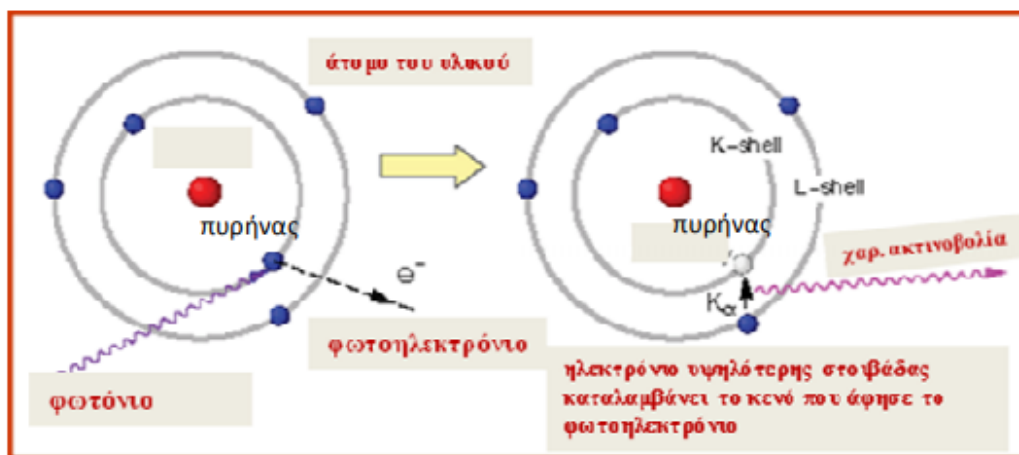 άτομο του υλικού
πυρήνας
e⁻
φωτοηλεκτρόνιο
φωτόνιο
K-shell
L-shell
πυρήνας
χαρ. ακτινοβολία
Kα
ηλεκτρόνιο υψηλότερης στοιβάδας
καταλαμβάνει το κενό που άφησε το
φωτοηλεκτρόνιο